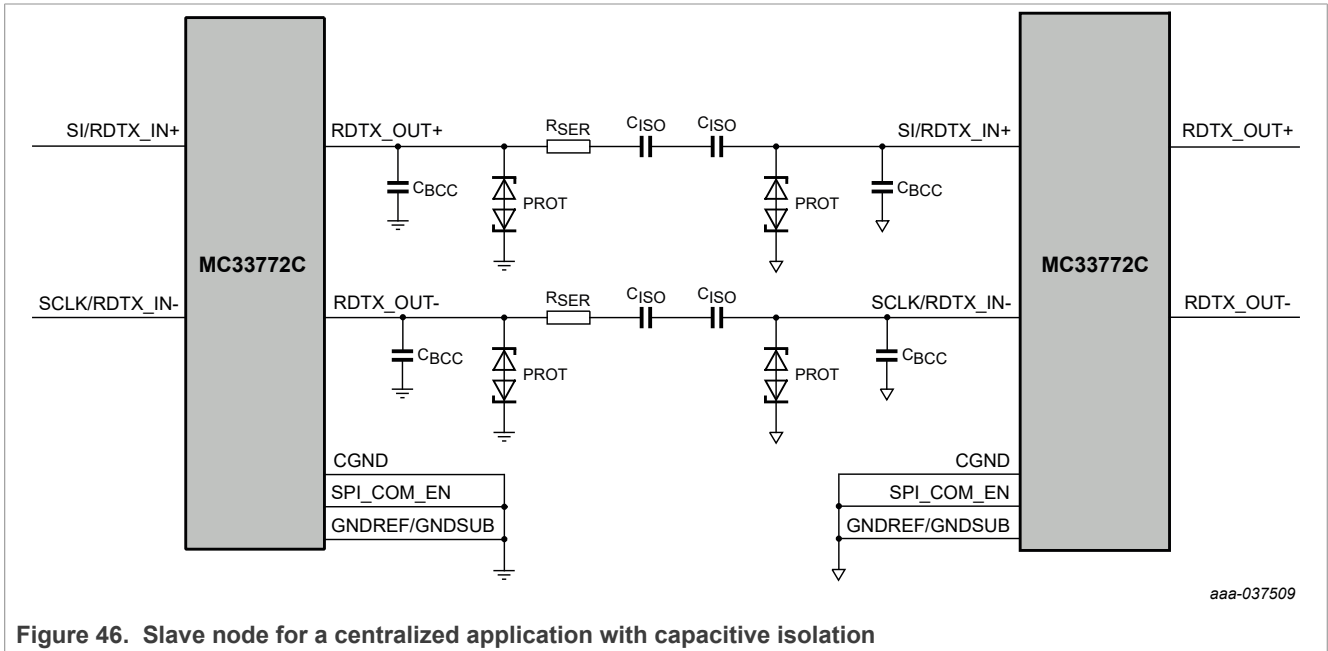 SI/RDTX_IN+
RDTX_OUT+
RSER
CISO
CISO
SI/RDTX_IN+
RDTX_OUT+
CBCC
PROT
PROT
CBCC
MC33772C
MC33772C
SCLK/RDTX_IN-
RDTX_OUT-
RSER
CISO
CISO
SCLK/RDTX_IN-
RDTX_OUT-
CBCC
PROT
PROT
CBCC
CGND
CGND
SPI_COM_EN
SPI_COM_EN
GNDREF/GNDSUB
GNDREF/GNDSUB
aaa-037509
Figure 46. Slave node for a centralized application with capacitive isolation